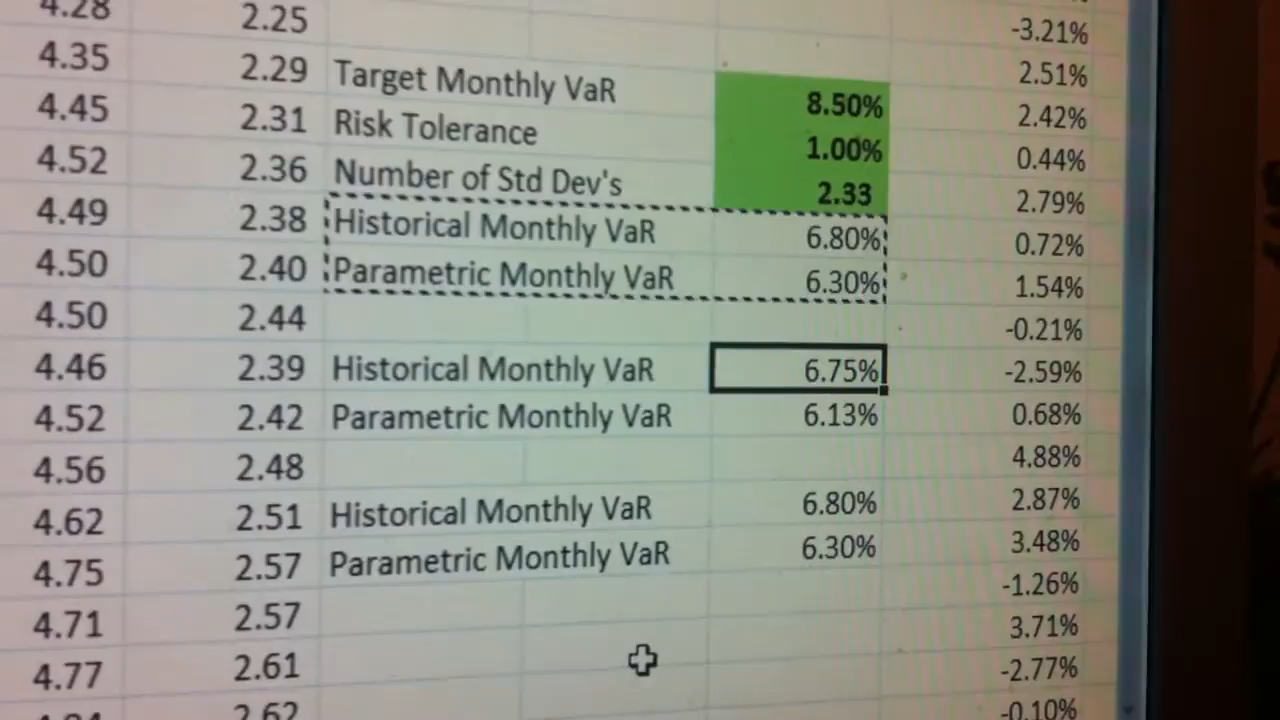 4.28 2.25 -3.21%
4.35 2.29 Target Monthly VaR 8.50% 2.51%
4.45 2.31 Risk Tolerance 1.00% 2.42%
4.52 2.36 Number of Std Dev's 2.33 0.44%
4.49 2.38 Historical Monthly VaR 6.80% 2.79%
4.50 2.40 Parametric Monthly VaR 6.30% 0.72%
4.50 2.44 1.54%
4.46 2.39 Historical Monthly VaR 6.75% -0.21%
4.52 2.42 Parametric Monthly VaR 6.13% -2.59%
4.56 2.48 0.68%
4.62 2.51 Historical Monthly VaR 6.80% 4.88%
4.75 2.57 Parametric Monthly VaR 6.30% 2.87%
4.71 2.57 3.48%
4.77 2.61 -1.26%
2.62 3.71%
-2.77%
-0.10%